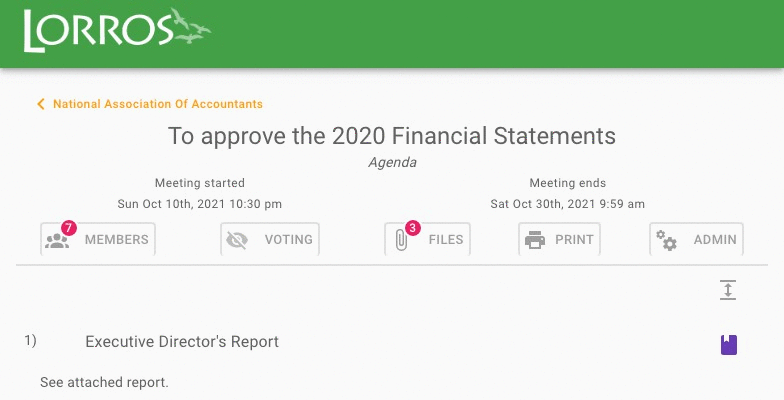 LORROS
National Association Of Accountants
To approve the 2020 Financial Statements
Agenda
Meeting started
Meeting ends
Sun Oct 10th, 2021 10:30 pm
Sat Oct 30th, 2021 9:59 am
7 MEMBERS
VOTING
3 FILES
PRINT
ADMIN
1) Executive Director's Report
See attached report.